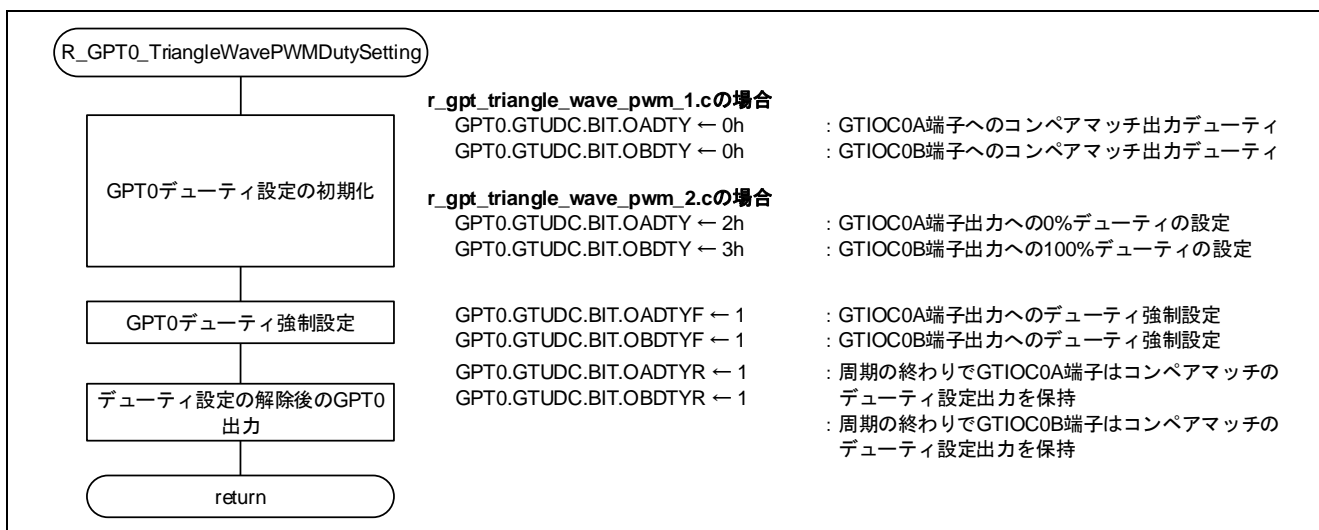 R_GPT0_TriangleWavePWMDutySetting
r_gpt_triangle_wave_pwm_1.cの場合
GPT0.GTUDC.BIT.OADTY ← 0h : GTIOC0A端子へのコンペアマッチ出力デューティ
GPT0.GTUDC.BIT.OBDTY ← 0h : GTIOC0B端子へのコンペアマッチ出力デューティ
GPT0デューティ設定の初期化
r_gpt_triangle_wave_pwm_2.cの場合
GPT0.GTUDC.BIT.OADTY ← 2h : GTIOC0A端子出力への0%デューティの設定
GPT0.GTUDC.BIT.OBDTY ← 3h : GTIOC0B端子出力への100%デューティの設定
GPT0デューティ強制設定
GPT0.GTUDC.BIT.OADTYF ← 1 : GTIOC0A端子出力へのデューティ強制設定
GPT0.GTUDC.BIT.OBDTYF ← 1 : GTIOC0B端子出力へのデューティ強制設定
デューティ設定の解除後のGPT0
出力
GPT0.GTUDC.BIT.OADTYR ← 1 : 周期の終わりでGTIOC0A端子はコンペアマッチの
GPT0.GTUDC.BIT.OBDTYR ← 1 デューティ設定出力を保持
: 周期の終わりでGTIOC0B端子はコンペアマッチの
デューティ設定出力を保持
return